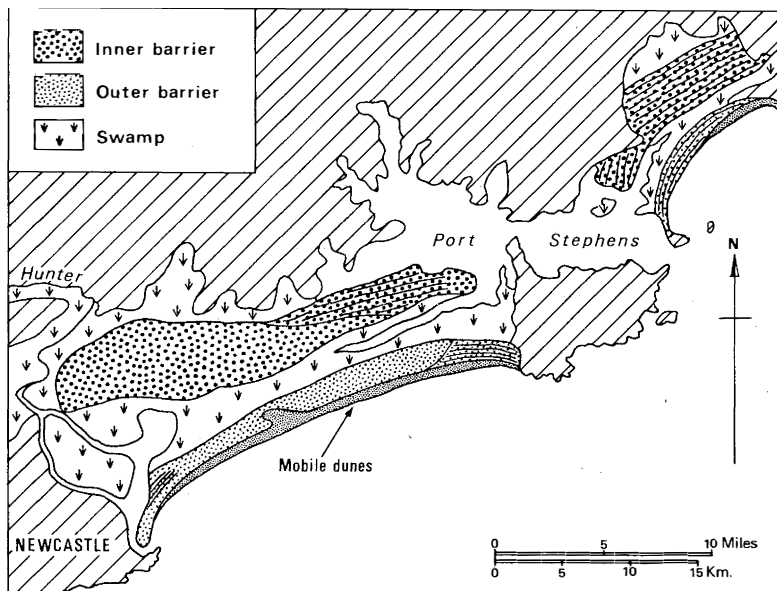 Inner barrier
Outer barrier
Swamp
Port Stephens
Hunter
N
Mobile dunes
NEWCASTLE
0 5 10 Miles
0 5 10 15 Km.